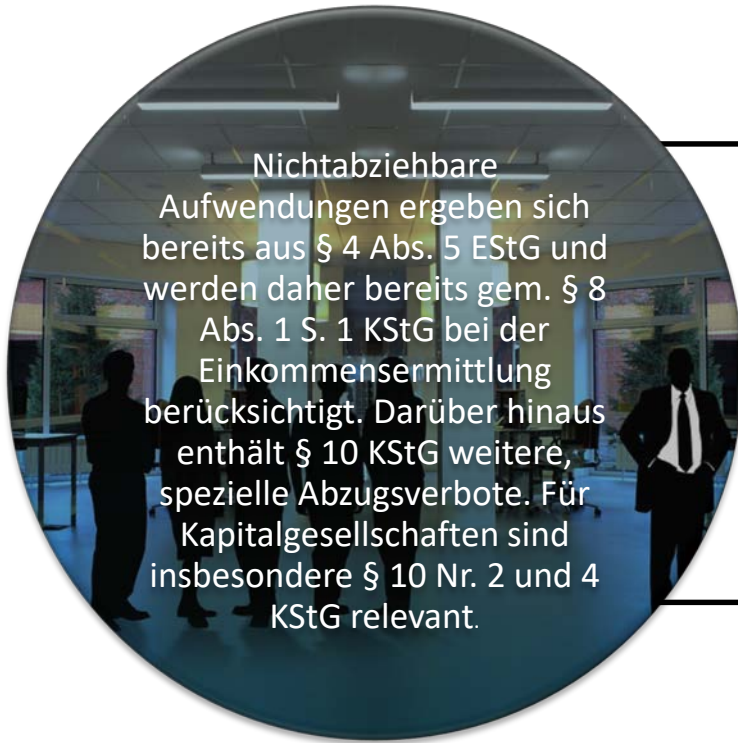 Nichtabziehbare
Aufwendungen ergeben sich
bereits aus § 4 Abs. 5 EStG und
werden daher bereits gem. § 8
Abs. 1 S. 1 KStG bei der
Einkommensermittlung
berücksichtigt. Darüber hinaus
enthält § 10 KStG weitere,
spezielle Abzugsverbote. Für
Kapitalgesellschaften sind
insbesondere § 10 Nr. 2 und 4
KStG relevant.